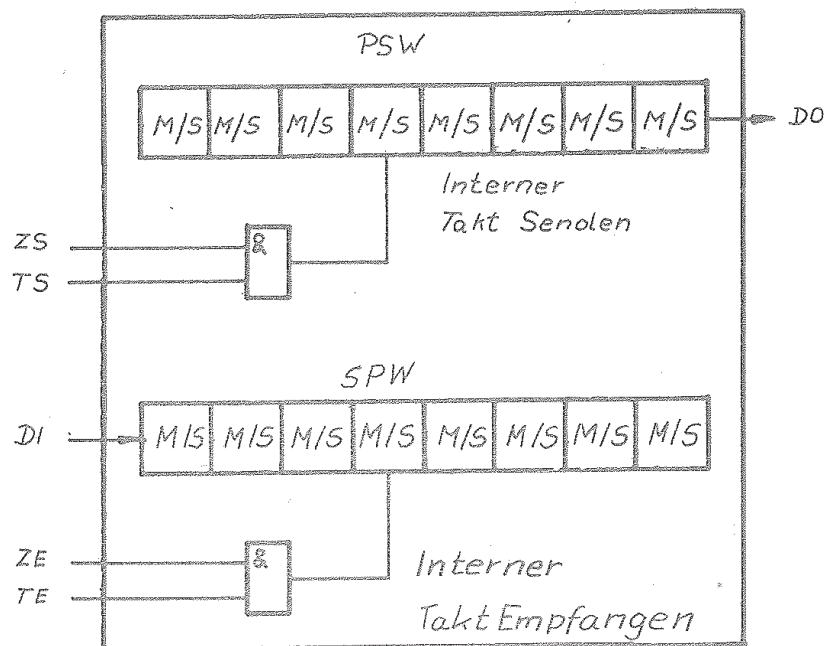 PSW
M/S M/S M/S M/S M/S M/S M/S M/S
DO
Interner
Takt Senden
ZS
&
TS
SPW
DI
M/S M/S M/S M/S M/S M/S M/S M/S
ZE
&
TE
Interner
Takt Empfangen